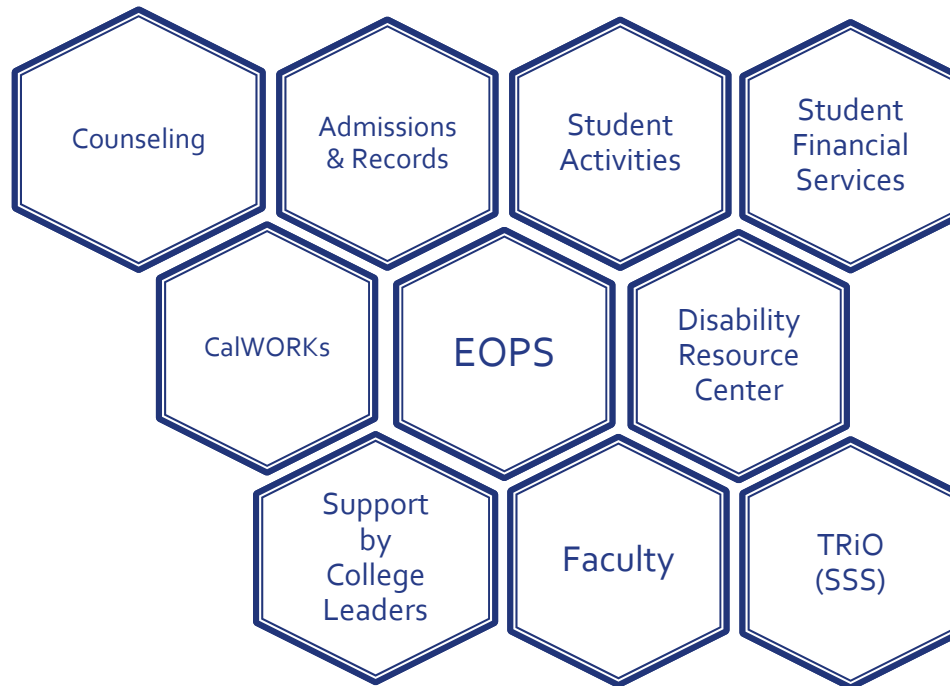 Counseling
Admissions
& Records
Student
Activities
Student
Financial
Services
CalWORKs
EOPS
Disability
Resource
Center
Support
by
College
Leaders
Faculty
TRiO
(SSS)